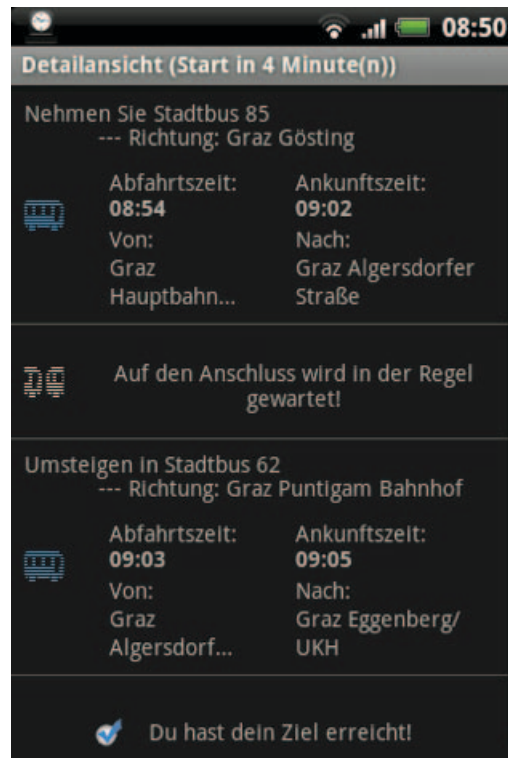 08:50
Detailansicht (Start in 4 Minute(n))
Nehmen Sie Stadtbus 85
--- Richtung: Graz Gösting
Abfahrtszeit: Ankunftszeit:
08:54 09:02
Von: Nach:
Graz Graz Algersdorfer
Hauptbahn... Straße
Auf den Anschluss wird in der Regel
gewartet!
Umsteigen in Stadtbus 62
--- Richtung: Graz Puntigam Bahnhof
Abfahrtszeit: Ankunftszeit:
09:03 09:05
Von: Nach:
Graz Graz Eggenberg/
Algersdorf... UKH
Du hast dein Ziel erreicht!